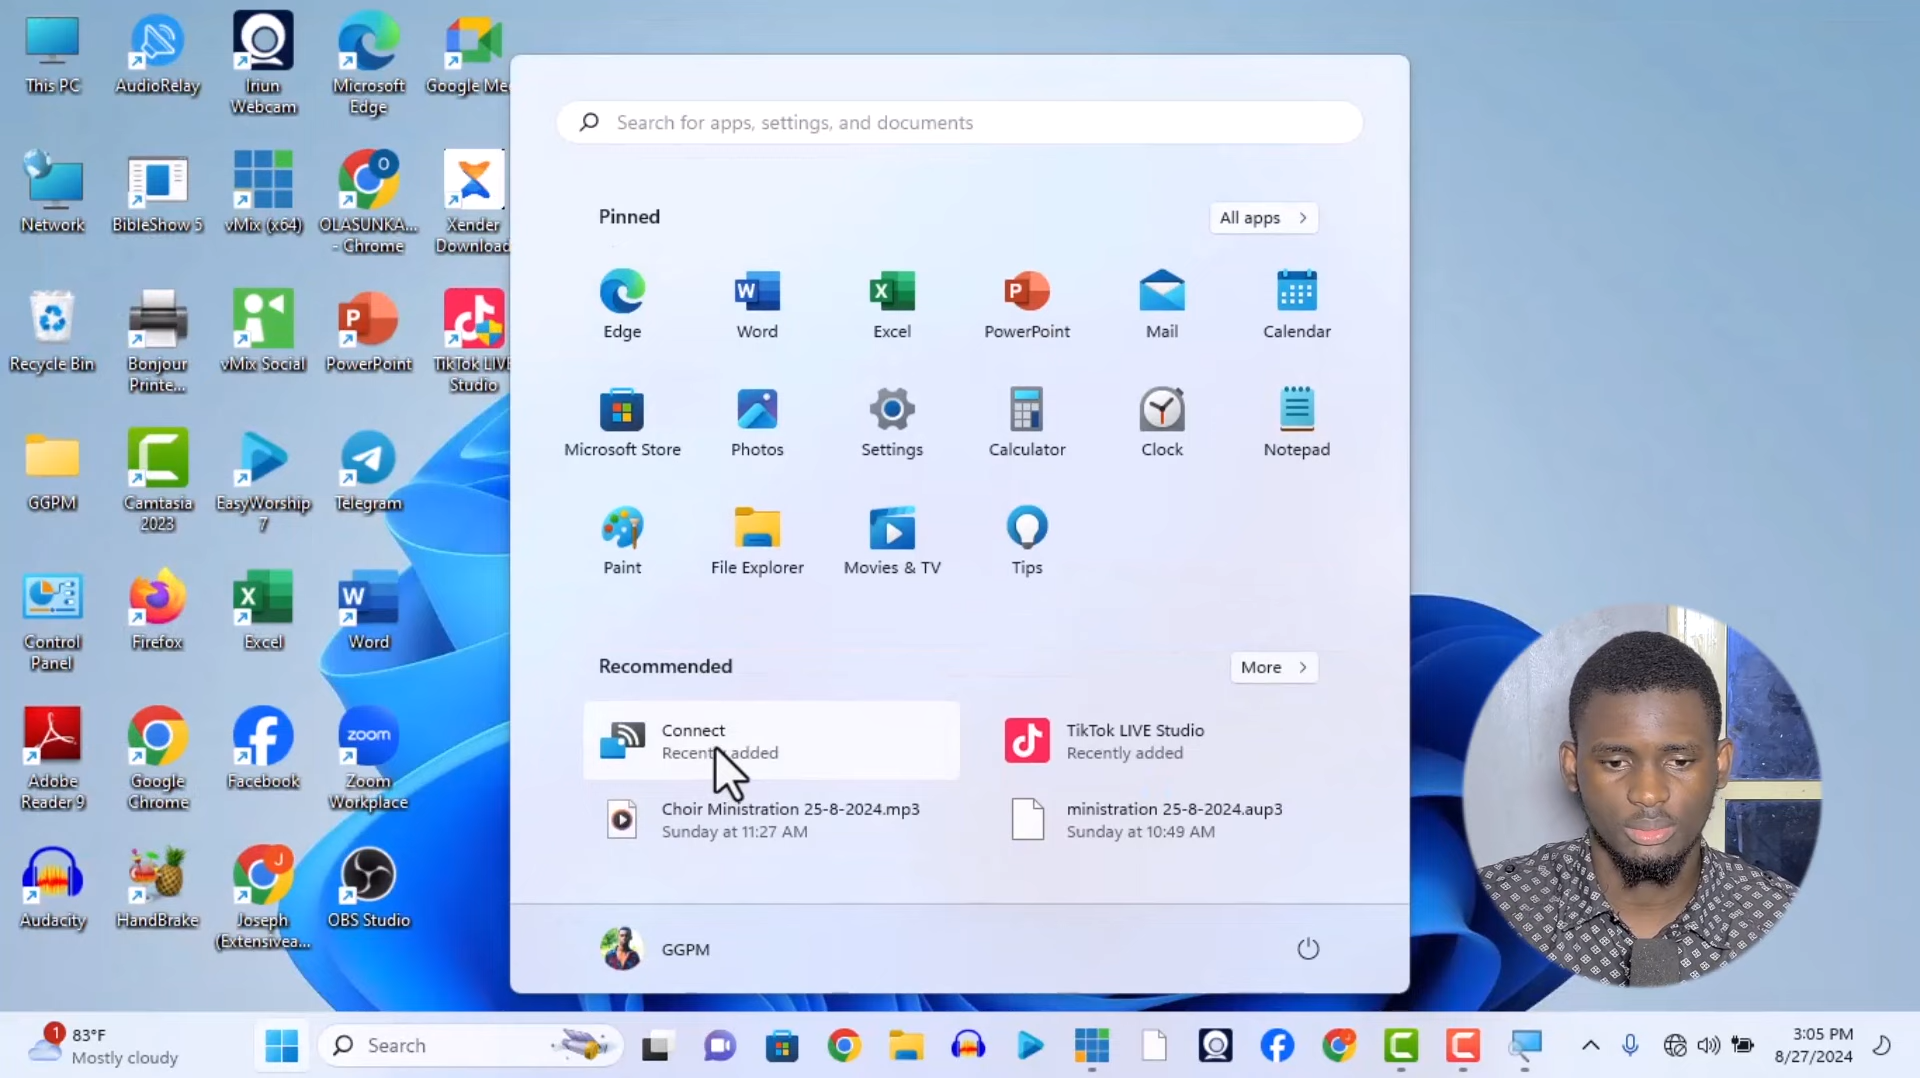 This PC
AudioRelay
Iriun
Webcam
Microsoft
Edge
Google Me
Network
BibleShow 5
vMix (x64)
OLASUNKA...
- Chrome
Xender
Download
Recycle Bin
Bonjour
Printe...
vMix Social
PowerPoint
TikTok LIVE
Studio
GGPM
Camtasia
2023
EasyWorship
7
Telegram
Control
Panel
Firefox
Excel
Word
Adobe
Reader 9
Google
Chrome
Facebook
zoom
Zoom
Workplace
Audacity
HandBrake
Joseph
(Extensivea...
OBS Studio
Search for apps, settings, and documents
Pinned
All apps >
Edge
Word
Excel
PowerPoint
Mail
Calendar
Microsoft Store
Photos
Settings
Calculator
Clock
Notepad
Paint
File Explorer
Movies & TV
Tips
Recommended
More >
Connect
Recently added
TikTok LIVE Studio
Recently added
Choir Ministration 25-8-2024.mp3
Sunday at 11:27 AM
ministration 25-8-2024.aup3
Sunday at 10:49 AM
GGPM
1
83°F
Mostly cloudy
Search
3:05 PM
8/27/2024